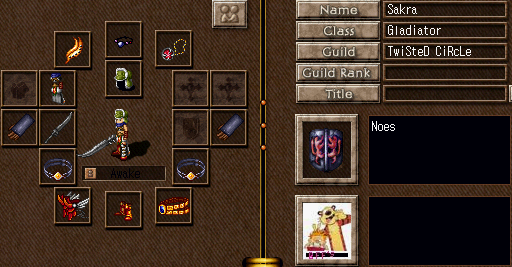 Name Sakra
Class Gladiator
Guild TwiSteD CiRcLe
Guild Rank
Title
Noes
Awake